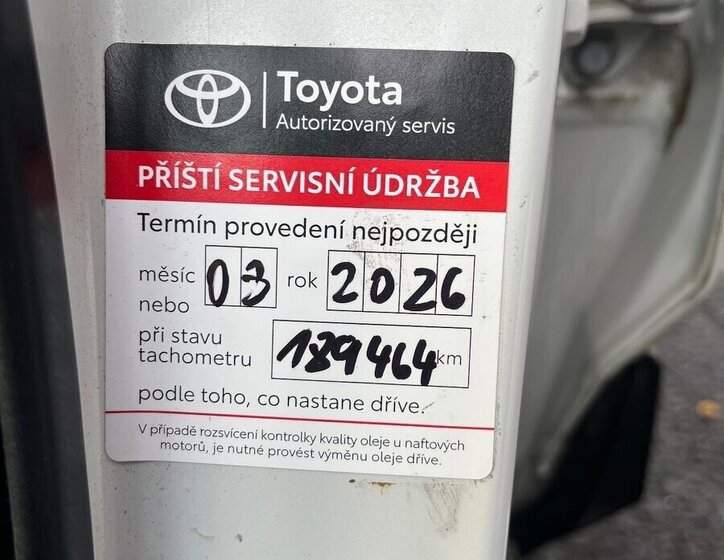 Toyota
Autorizovaný servis
PŘÍŠTÍ SERVISNÍ ÚDRŽBA
Termín provedení nejpozději
měsíc 03 rok 2026
nebo
při stavu
tachometru 189464 km
podle toho, co nastane dříve.
V případě rozsvícení kontrolky kvality oleje u naftových
motorů, je nutné provést výměnu oleje dříve.